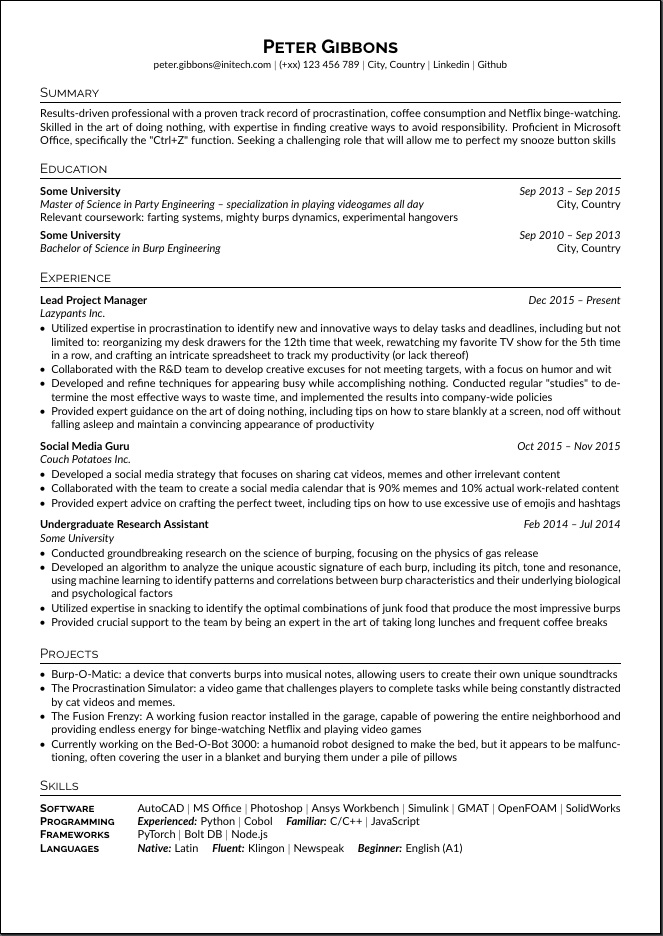 Peter Gibbons
peter.gibbons@initech.com | (+xx) 123 456 789 | City, Country | Linkedin | Github
Summary
Results-driven professional with a proven track record of procrastination, coffee consumption and Netflix binge-watching.
Skilled in the art of doing nothing, with expertise in finding creative ways to avoid responsibility. Proficient in Microsoft
Office, specifically the "Ctrl+Z" function. Seeking a challenging role that will allow me to perfect my snooze button skills
Education
Some University Sep 2013 – Sep 2015
Master of Science in Party Engineering – specialization in playing videogames all day City, Country
Relevant coursework: farting systems, mighty burps dynamics, experimental hangovers
Some University Sep 2010 – Sep 2013
Bachelor of Science in Burp Engineering City, Country
Experience
Lead Project Manager Dec 2015 – Present
Lazypants Inc.
• Utilized expertise in procrastination to identify new and innovative ways to delay tasks and deadlines, including but not
limited to: reorganizing my desk drawers for the 12th time that week, rewatching my favorite TV show for the 5th time
in a row, and crafting an intricate spreadsheet to track my productivity (or lack thereof)
• Collaborated with the R&D team to develop creative excuses for not meeting targets, with a focus on humor and wit
• Developed and refine techniques for appearing busy while accomplishing nothing. Conducted regular "studies" to de-
termine the most effective ways to waste time, and implemented the results into company-wide policies
• Provided expert guidance on the art of doing nothing, including tips on how to stare blankly at a screen, nod off without
falling asleep and maintain a convincing appearance of productivity
Social Media Guru Oct 2015 – Nov 2015
Couch Potatoes Inc.
• Developed a social media strategy that focuses on sharing cat videos, memes and other irrelevant content
• Collaborated with the team to create a social media calendar that is 90% memes and 10% actual work-related content
• Provided expert advice on crafting the perfect tweet, including tips on how to use excessive use of emojis and hashtags
Undergraduate Research Assistant Feb 2014 – Jul 2014
Some University
• Conducted groundbreaking research on the science of burping, focusing on the physics of gas release
• Developed an algorithm to analyze the unique acoustic signature of each burp, including its pitch, tone and resonance,
using machine learning to identify patterns and correlations between burp characteristics and their underlying biological
and psychological factors
• Utilized expertise in snacking to identify the optimal combinations of junk food that produce the most impressive burps
• Provided crucial support to the team by being an expert in the art of taking long lunches and frequent coffee breaks
Projects
• Burp-O-Matic: a device that converts burps into musical notes, allowing users to create their own unique soundtracks
• The Procrastination Simulator: a video game that challenges players to complete tasks while being constantly distracted
by cat videos and memes.
• The Fusion Frenzy: A working fusion reactor installed in the garage, capable of powering the entire neighborhood and
providing endless energy for binge-watching Netflix and playing video games
• Currently working on the Bed-O-Bot 3000: a humanoid robot designed to make the bed, but it appears to be malfunc-
tioning, often covering the user in a blanket and burying them under a pile of pillows
Skills
Software AutoCAD | MS Office | Photoshop | Ansys Workbench | Simulink | GMAT | OpenFOAM | SolidWorks
Programming Experienced: Python | Cobol Familiar: C/C++ | JavaScript
Frameworks PyTorch | Bolt DB | Node.js
Languages Native: Latin Fluent: Klingon | Newspeak Beginner: English (A1)